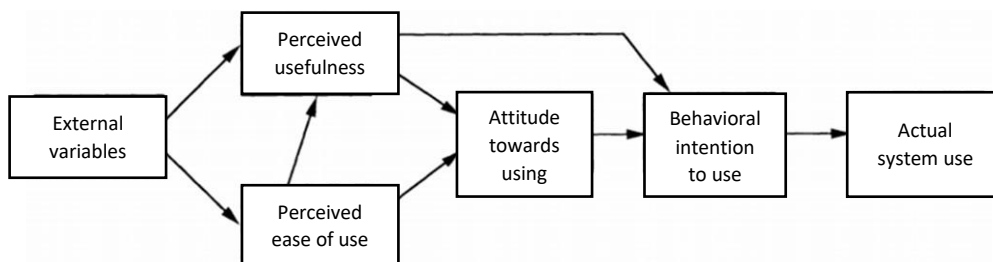 Perceived
usefulness
External
variables
Attitude
towards
using
Behavioral
intention
to use
Actual
system use
Perceived
ease of use